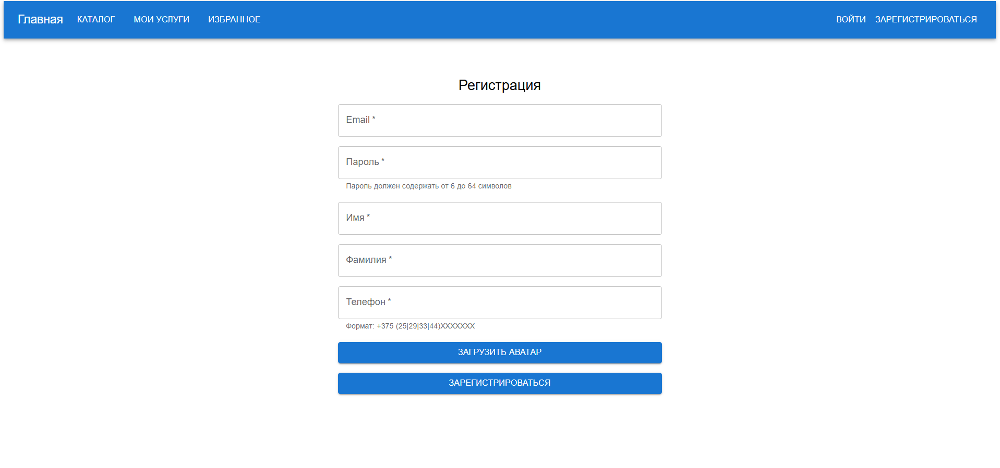 Главная КАТАЛОГ МОИ УСЛУГИ ИЗБРАННОЕ ВОЙТИ ЗАРЕГИСТРИРОВАТЬСЯ
Регистрация
Email *
Пароль *
Пароль должен содержать от 6 до 64 символов
Имя *
Фамилия *
Телефон *
Формат: +375 (25|29|33|44)XXXXXXX
ЗАГРУЗИТЬ АВАТАР
ЗАРЕГИСТРИРОВАТЬСЯ